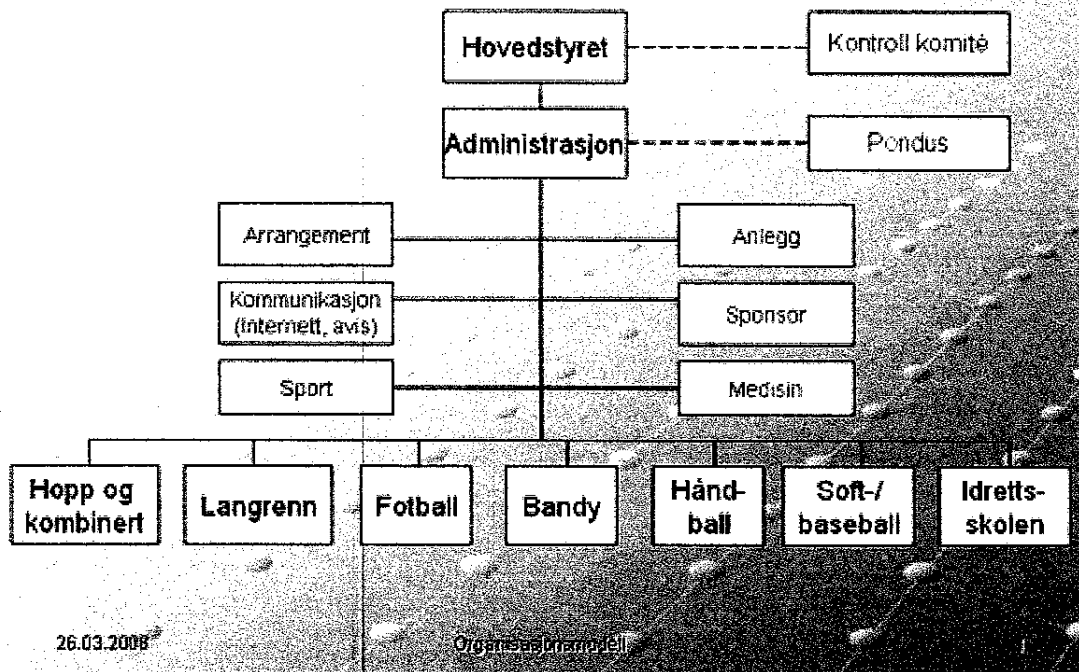 Hovedstyret
Kontroll komité
Administrasjon
Pondus
Arrangement
Anlegg
Kommunikasjon
(Internett, avis)
Sponsor
Sport
Medisin
Hopp og
kombinert
Langrenn
Fotball
Bandy
Hånd-
ball
Soft-/
baseball
Idretts-
skolen
26.03.2008
Organisasjonsmodell